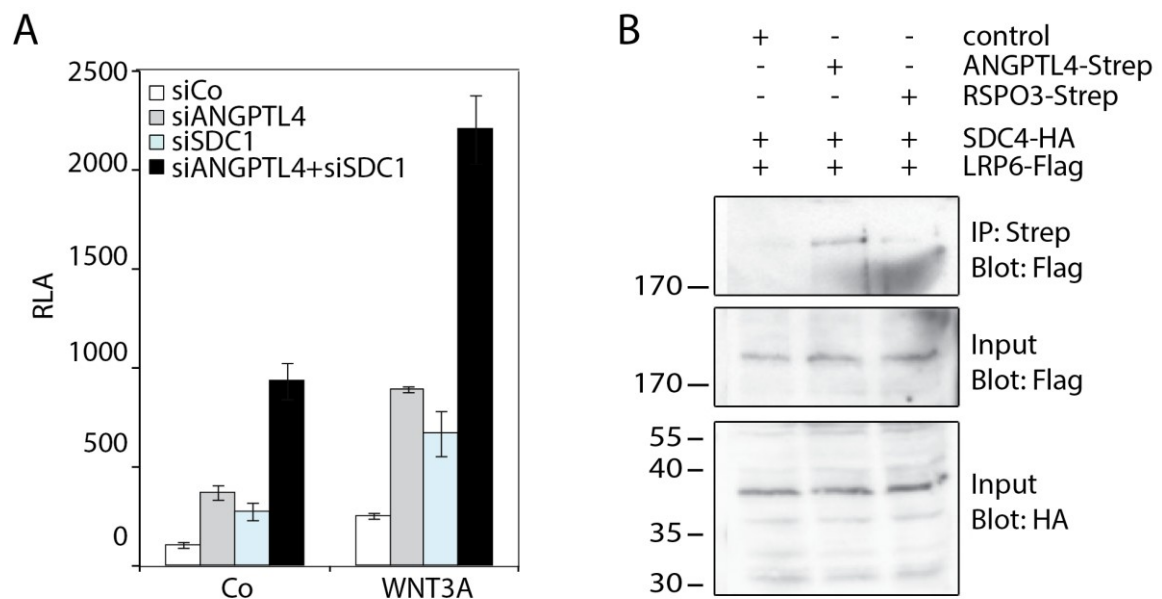 A
RLA
2500
2000
1500
1000
500
0
siCo
siANGPTL4
siSDC1
siANGPTL4+siSDC1
Co WNT3A
B
+ - - control
- + - ANGPTL4-Strep
- - + RSPO3-Strep
+ + + SDC4-HA
+ + + LRP6-Flag
IP: Strep
Blot: Flag
170
Input
Blot: Flag
170
55
40
Input
Blot: HA
35
30